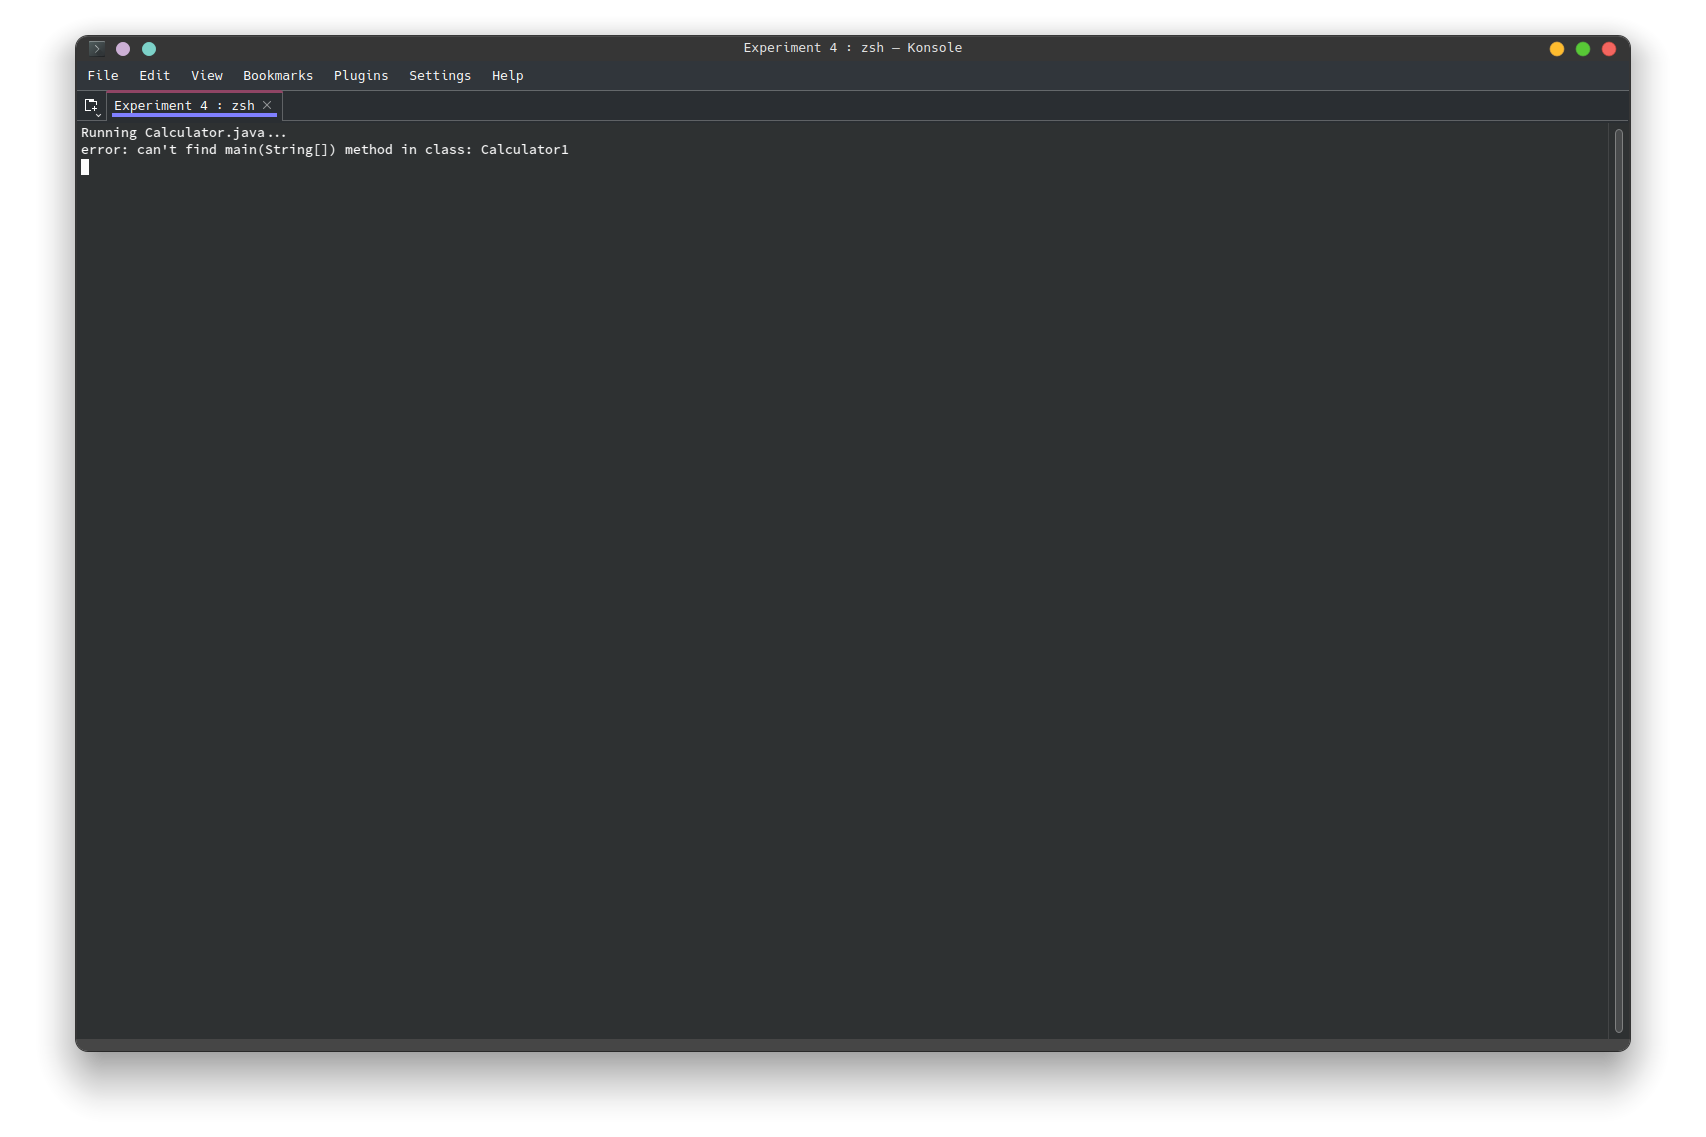 Experiment 4 : zsh — Konsole
File Edit View Bookmarks Plugins Settings Help
Experiment 4 : zsh
Running Calculator.java...
error: can't find main(String[]) method in class: Calculator1